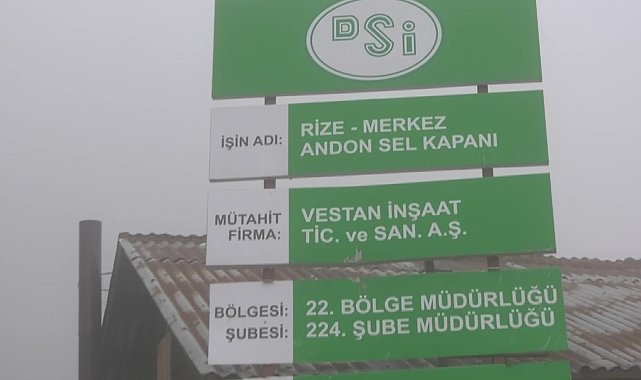 DSİ
İŞİN ADI:
RİZE - MERKEZ
ANDON SEL KAPANI
MÜTAHİT
FİRMA:
VESTAN İNŞAAT
TİC. ve SAN. A.Ş.
BÖLGESİ:
ŞUBESİ:
22. BÖLGE MÜDÜRLÜĞÜ
224. ŞUBE MÜDÜRLÜĞÜ